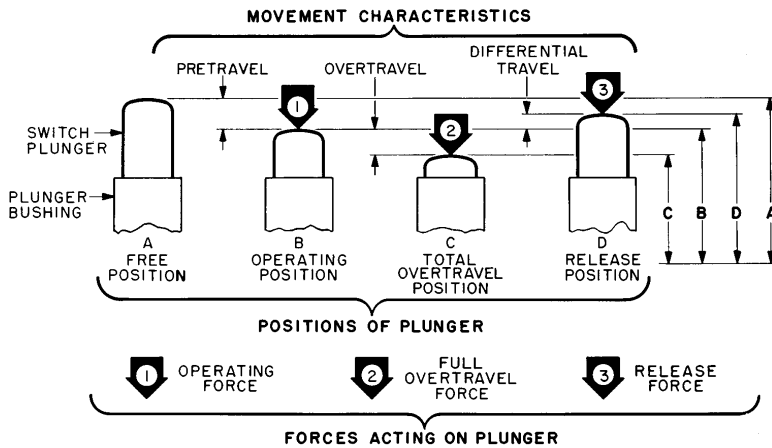 MOVEMENT CHARACTERISTICS
PRETRAVEL
OVERTRAVEL
DIFFERENTIAL
TRAVEL
1
2
3
SWITCH
PLUNGER
PLUNGER
BUSHING
C
B
D
A
A
FREE
POSITION
B
OPERATING
POSITION
C
TOTAL
OVERTRAVEL
POSITION
D
RELEASE
POSITION
POSITIONS OF PLUNGER
1
OPERATING
FORCE
2
FULL
OVERTRAVEL
FORCE
3
RELEASE
FORCE
FORCES ACTING ON PLUNGER